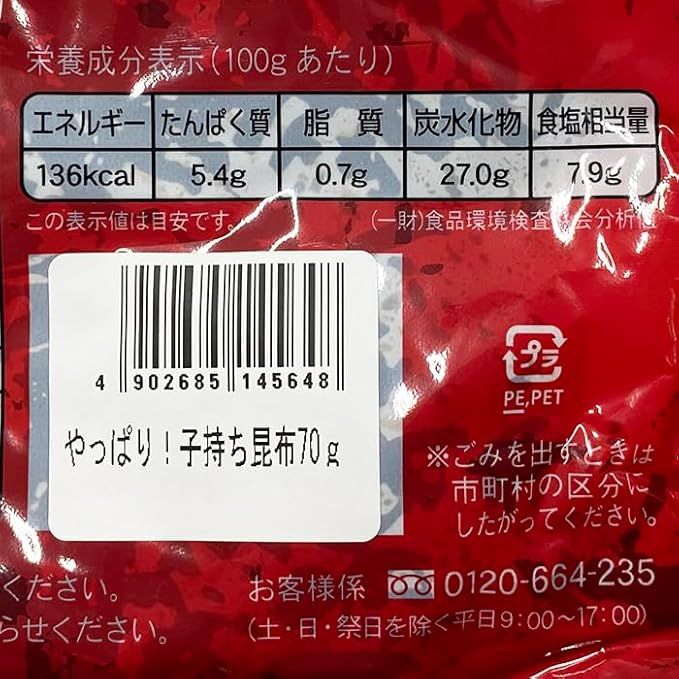 栄養成分表示(100gあたり)
エネルギー たんぱく質 脂 質 炭水化物 食塩相当量
136kcal 5.4g 0.7g 27.0g 7.9g
この表示値は目安です。 (一財)食品環境検査 会分析値
4 902685 145648
やっぱり!子持ち昆布70g
プラ
PE,PET
※ごみを出すときは
市町村の区分に
したがってください。
ください。
らせください。
お客様係 0120-664-235
(土・日・祭日を除く平日9:00~17:00)